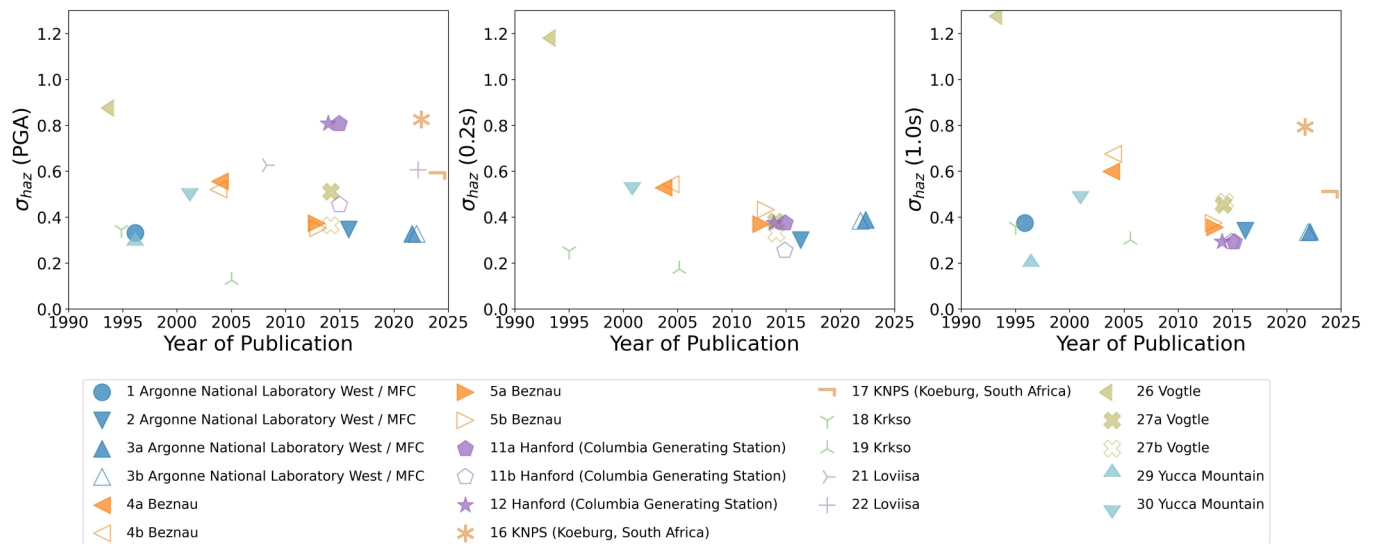 1.2
1.0
0.8
0.6
0.4
0.2
0.0
σhaz (PGA)
1990 1995 2000 2005 2010 2015 2020 2025
Year of Publication
1.2
1.0
0.8
0.6
0.4
0.2
0.0
σhaz (0.2s)
1990 1995 2000 2005 2010 2015 2020 2025
Year of Publication
1.2
1.0
0.8
0.6
0.4
0.2
0.0
σhaz (1.0s)
1990 1995 2000 2005 2010 2015 2020 2025
Year of Publication
1 Argonne National Laboratory West / MFC
2 Argonne National Laboratory West / MFC
3a Argonne National Laboratory West / MFC
3b Argonne National Laboratory West / MFC
4a Beznau
4b Beznau
5a Beznau
5b Beznau
11a Hanford (Columbia Generating Station)
11b Hanford (Columbia Generating Station)
12 Hanford (Columbia Generating Station)
16 KNPS (Koeburg, South Africa)
17 KNPS (Koeburg, South Africa)
18 Krkso
19 Krkso
21 Loviisa
22 Loviisa
26 Vogtle
27a Vogtle
27b Vogtle
29 Yucca Mountain
30 Yucca Mountain